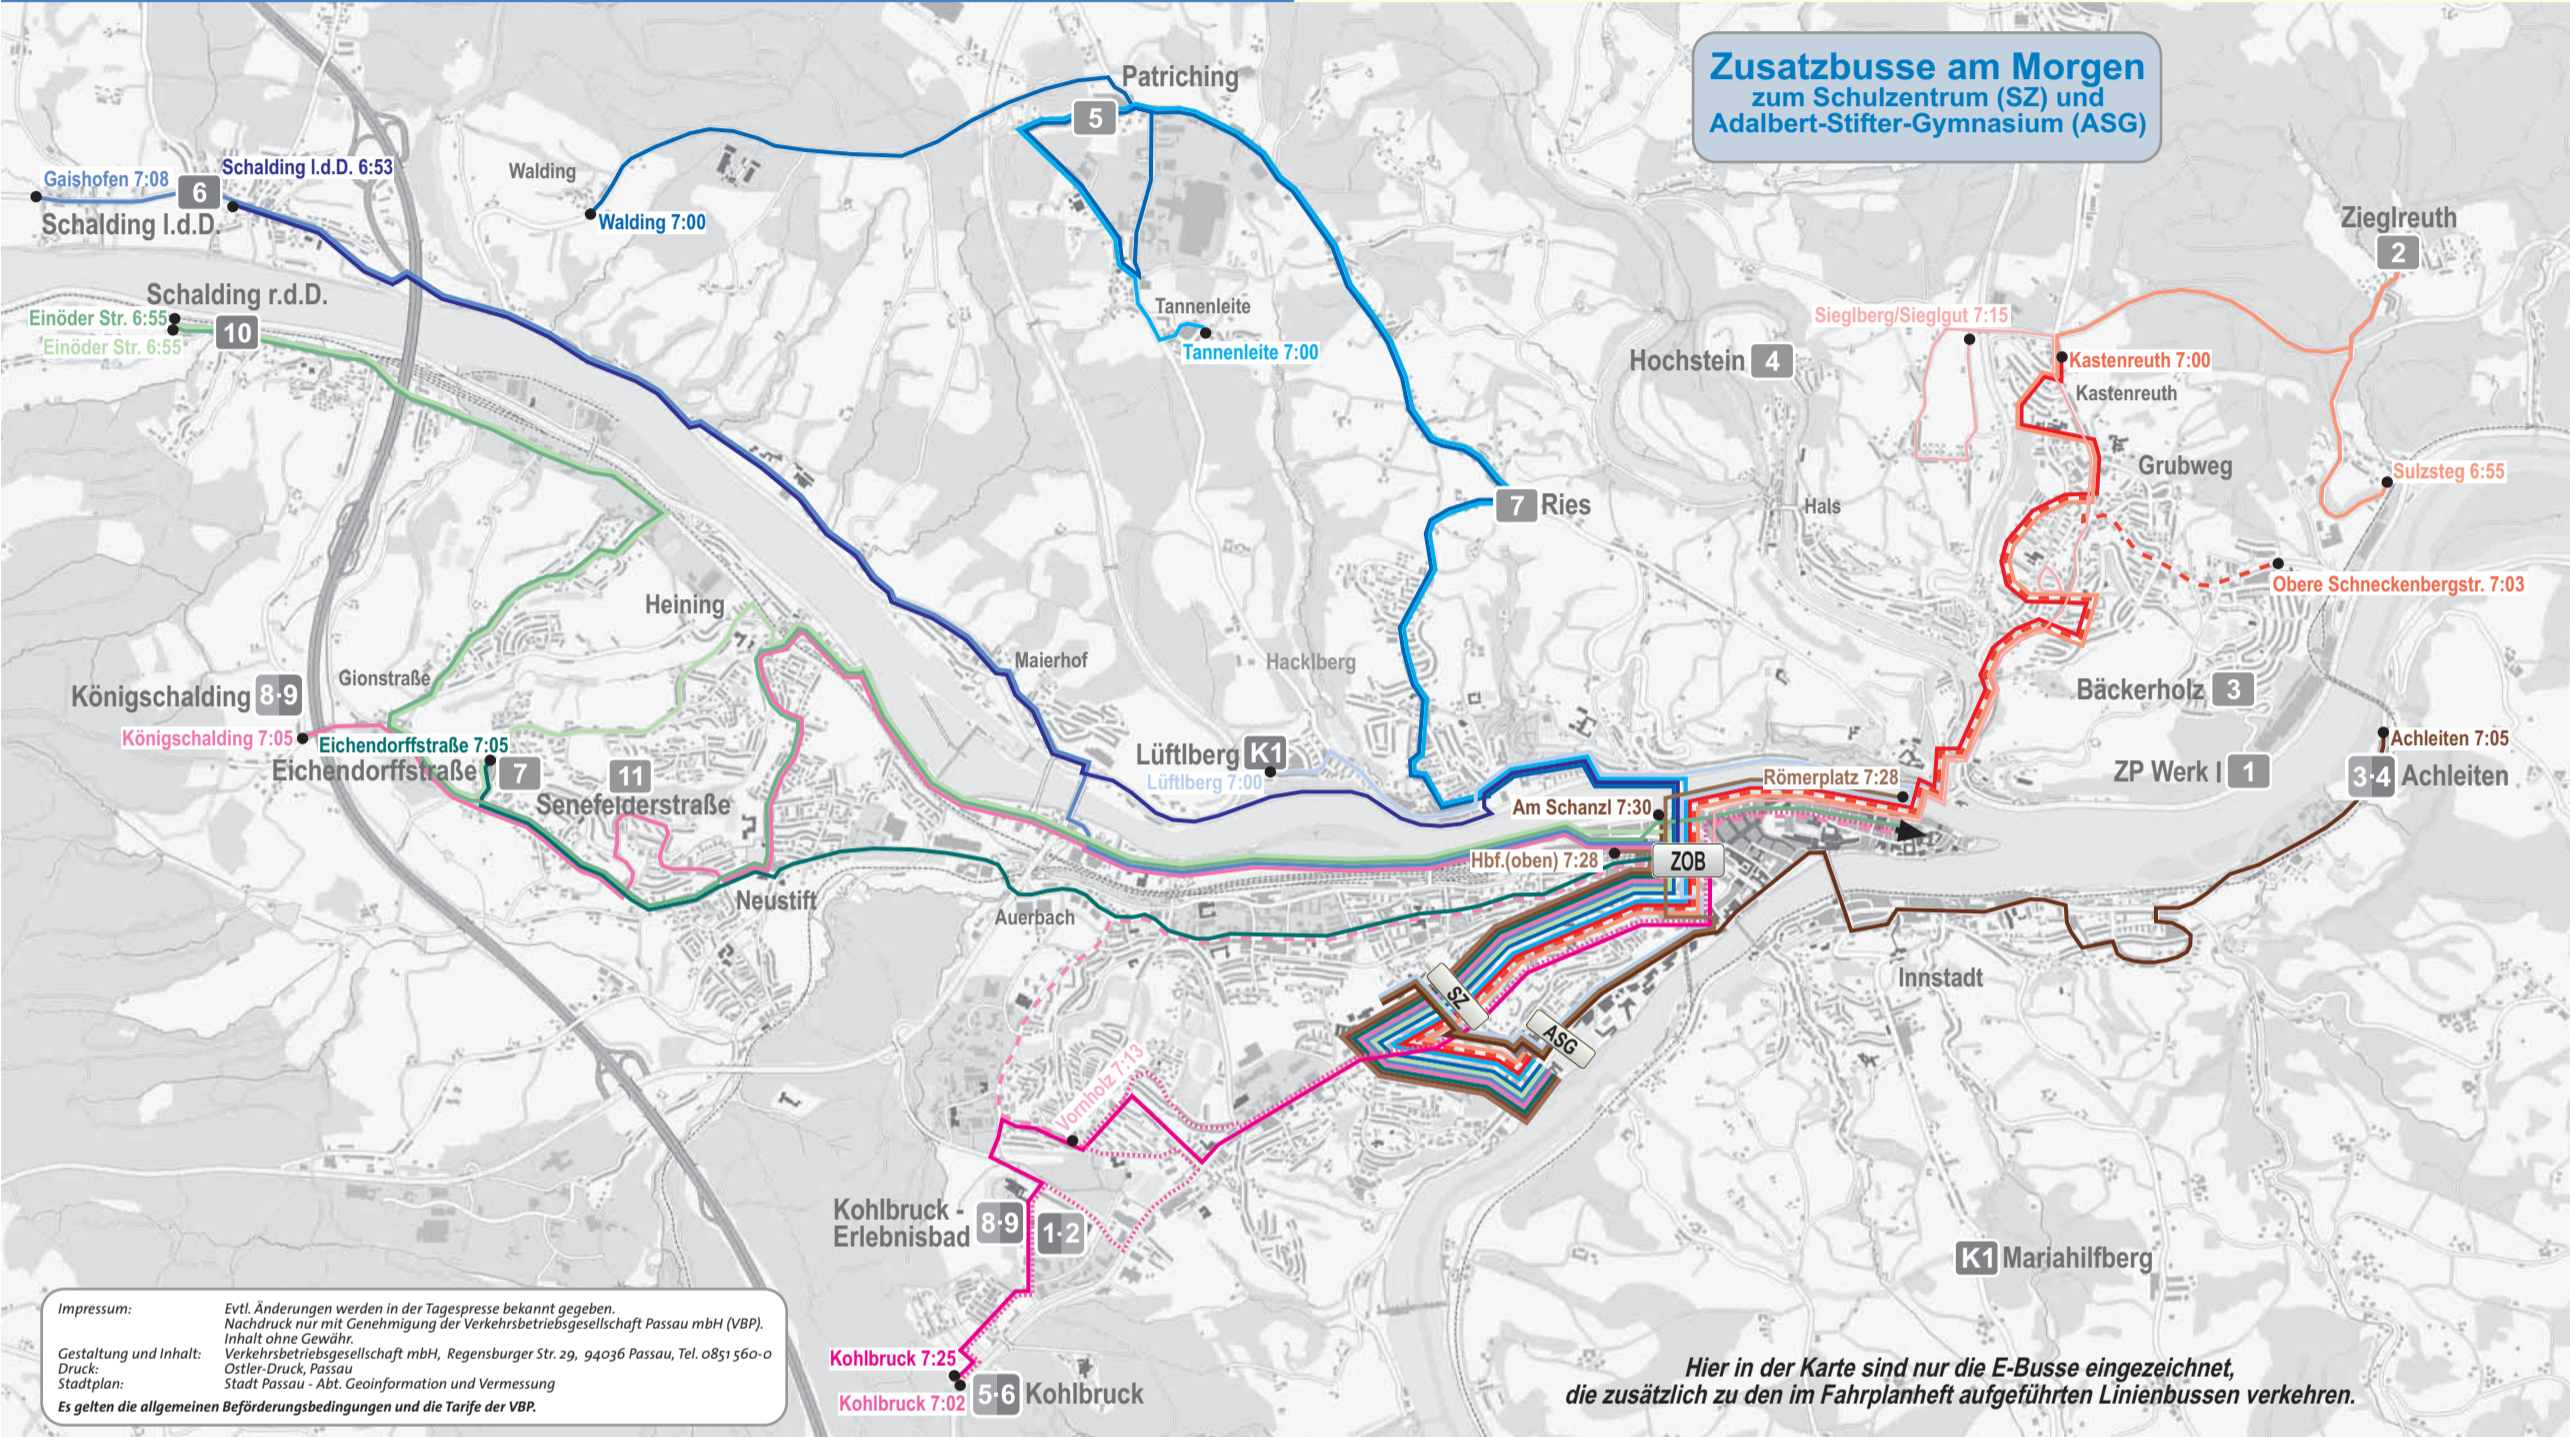 Zusatzbusse am Morgen
zum Schulzentrum (SZ) und
Adalbert-Stifter-Gymnasium (ASG)
Patriching
5
Walding
Walding 7:00
Gaishofen 7:08
6
Schalding l.d.D. 6:53
Schalding l.d.D.
Schalding r.d.D.
Einöder Str. 6:55
10
Einöder Str. 6:55
Tannenleite
Tannenleite 7:00
Zieglreuth
2
Sieglberg/Sieglgut 7:15
Hochstein 4
Kastenreuth 7:00
Kastenreuth
Grubweg
Sulzsteg 6:55
7 Ries
Hals
Obere Schneckenbergstr. 7:03
Heining
Maierhof
Hacklberg
Gionstraße
Königschalding 8·9
Königschalding 7:05
Eichendorffstraße 7:05
Eichendorffstraße 7
11
Senefelderstraße
Lüftlberg K1
Lüftlberg 7:00
Bäckerholz 3
Achleiten 7:05
ZP Werk I 1
3·4 Achleiten
Römerplatz 7:28
Am Schanzl 7:30
Hbf.(oben) 7:28
ZOB
Neustift
Auerbach
Innstadt
SZ
ASG
Vornholz 7:13
Kohlbruck -
Erlebnisbad
8·9
1·2
K1 Mariahilfberg
Kohlbruck 7:25
Kohlbruck 7:02
5·6 Kohlbruck
Impressum: Evtl. Änderungen werden in der Tagespresse bekannt gegeben.
Nachdruck nur mit Genehmigung der Verkehrsbetriebsgesellschaft Passau mbH (VBP).
Inhalt ohne Gewähr.
Gestaltung und Inhalt: Verkehrsbetriebsgesellschaft mbH, Regensburger Str. 29, 94036 Passau, Tel. 0851 560-0
Druck: Ostler-Druck, Passau
Stadtplan: Stadt Passau - Abt. Geoinformation und Vermessung
Es gelten die allgemeinen Beförderungsbedingungen und die Tarife der VBP.
Hier in der Karte sind nur die E-Busse eingezeichnet,
die zusätzlich zu den im Fahrplanheft aufgeführten Linienbussen verkehren.